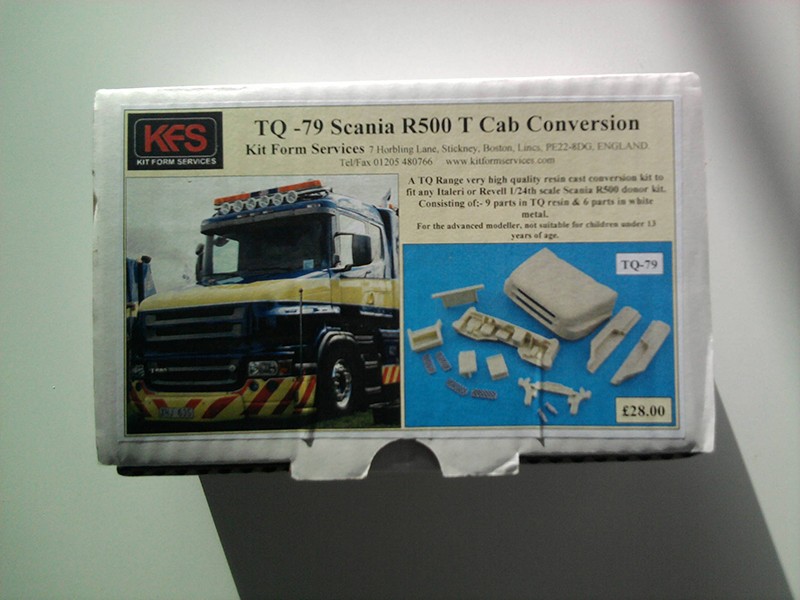 KFS
KIT FORM SERVICES
TQ -79 Scania R500 T Cab Conversion
Kit Form Services 7 Horbling Lane, Stickney, Boston, Lincs, PE22-8DG, ENGLAND.
Tel/Fax 01205 480766 www.kitformservices.com
A TQ Range very high quality resin cast conversion kit to
fit any Italeri or Revell 1/24th scale Scania R500 donor kit.
Consisting of:- 9 parts in TQ resin & 6 parts in white
metal.
For the advanced modeller, not suitable for children under 13
years of age.
TQ-79
£28.00